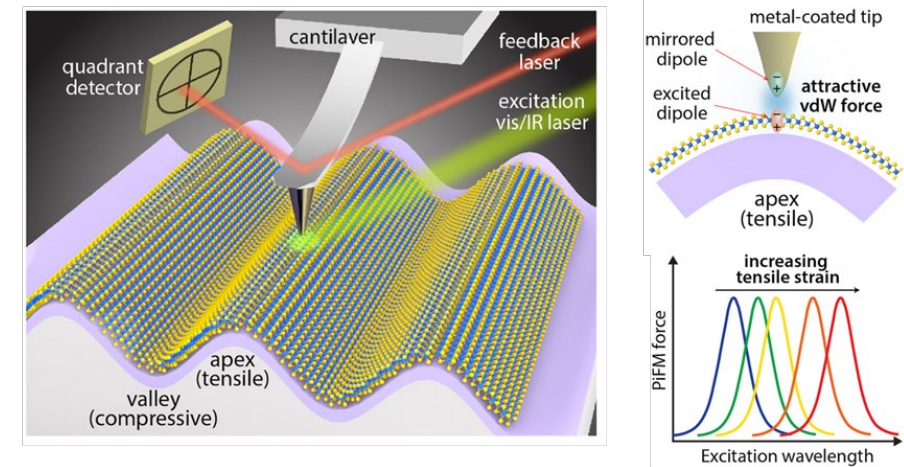 cantilaver
feedback
laser
quadrant
detector
excitation
vis/IR laser
apex
(tensile)
valley
(compressive)
metal-coated tip
mirrored
dipole
attractive
vdW force
excited
dipole
−
+
−
+
apex
(tensile)
increasing
tensile strain
PiFM force
Excitation wavelength